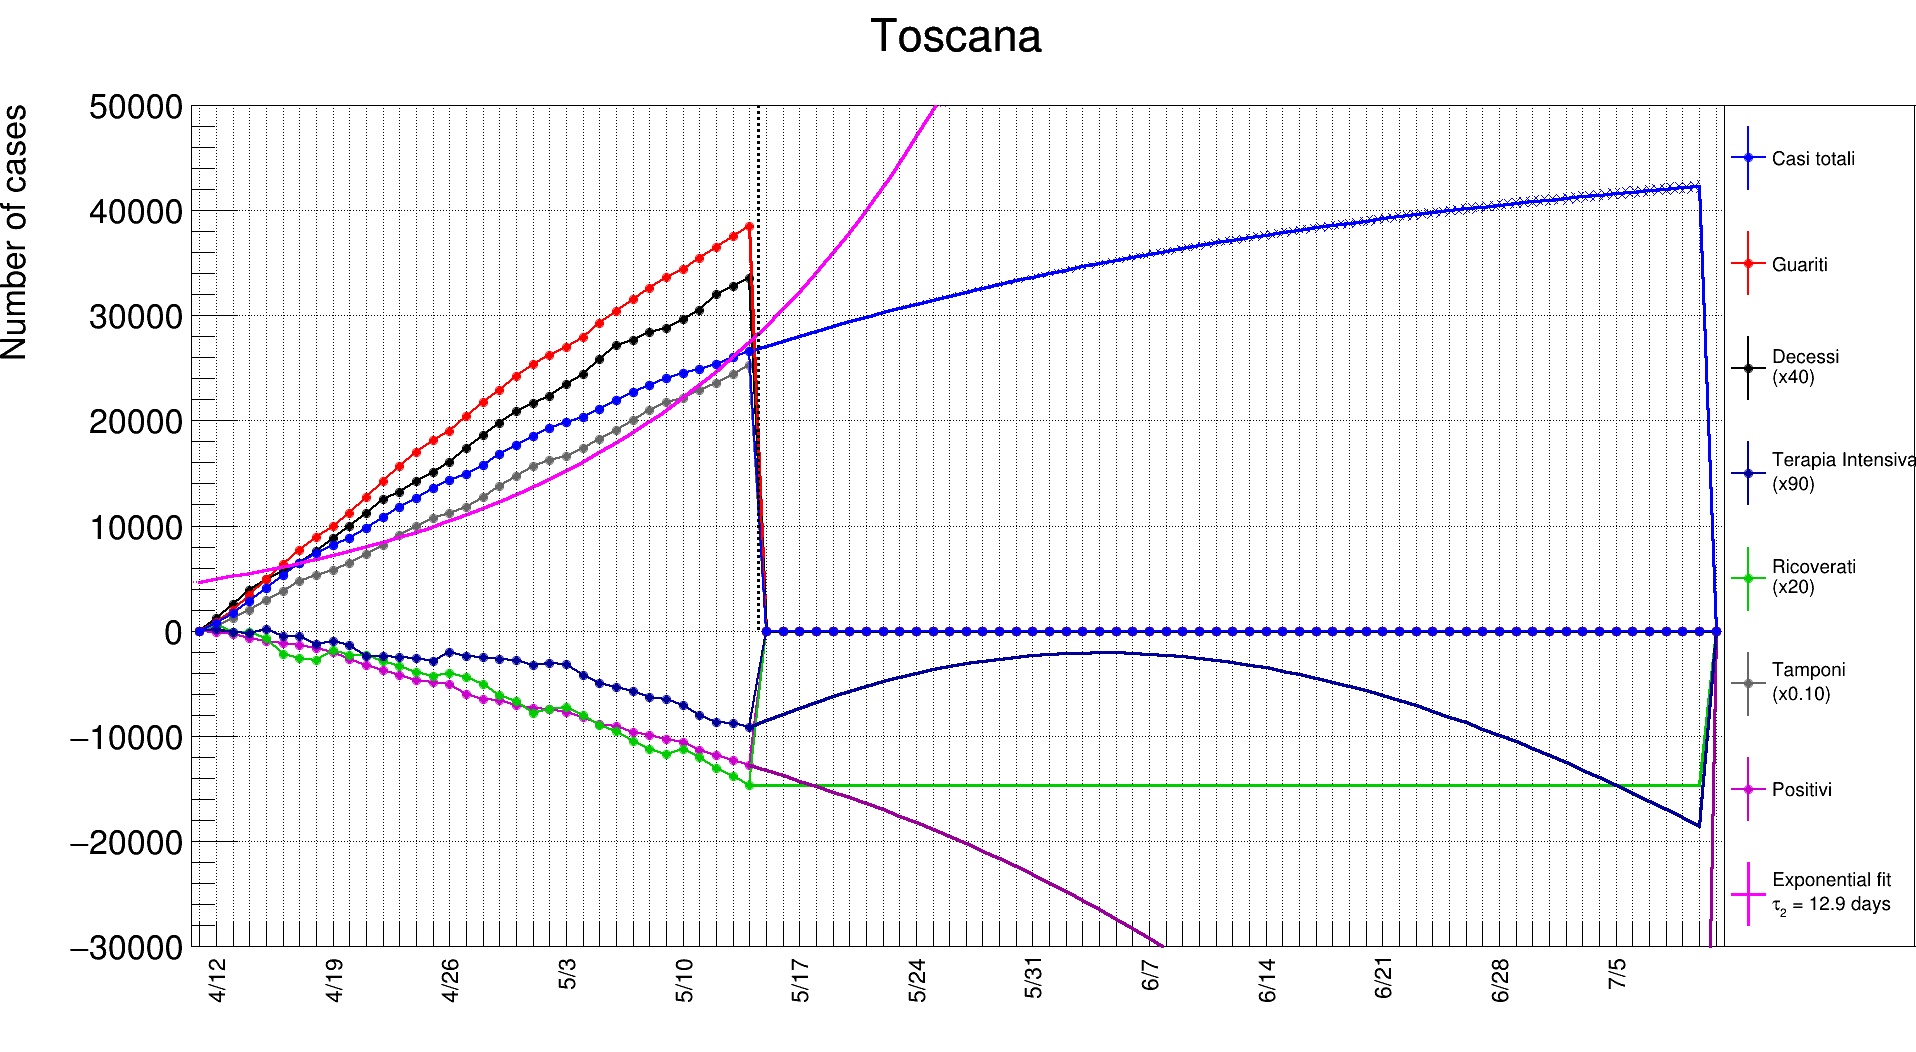 Toscana
Number of cases
50000
40000
30000
20000
10000
0
−10000
−20000
−30000
4/12
4/19
4/26
5/3
5/10
5/17
5/24
5/31
6/7
6/14
6/21
6/28
7/5
Casi totali
Guariti
Decessi
(x40)
Terapia Intensiva
(x90)
Ricoverati
(x20)
Tamponi
(x0.10)
Positivi
Exponential fit
τ2 = 12.9 days